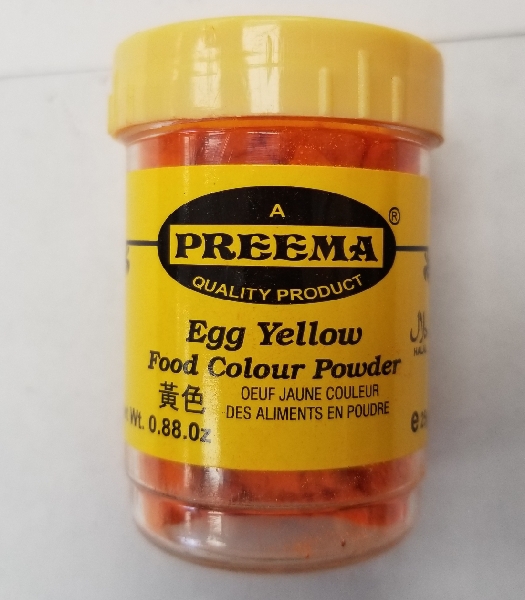 A
PREEMA®
QUALITY PRODUCT
Egg Yellow
Food Colour Powder
黃色
OEUF JAUNE COULEUR
DES ALIMENTS EN POUDRE
Wt. 0.88.0z
HALAL